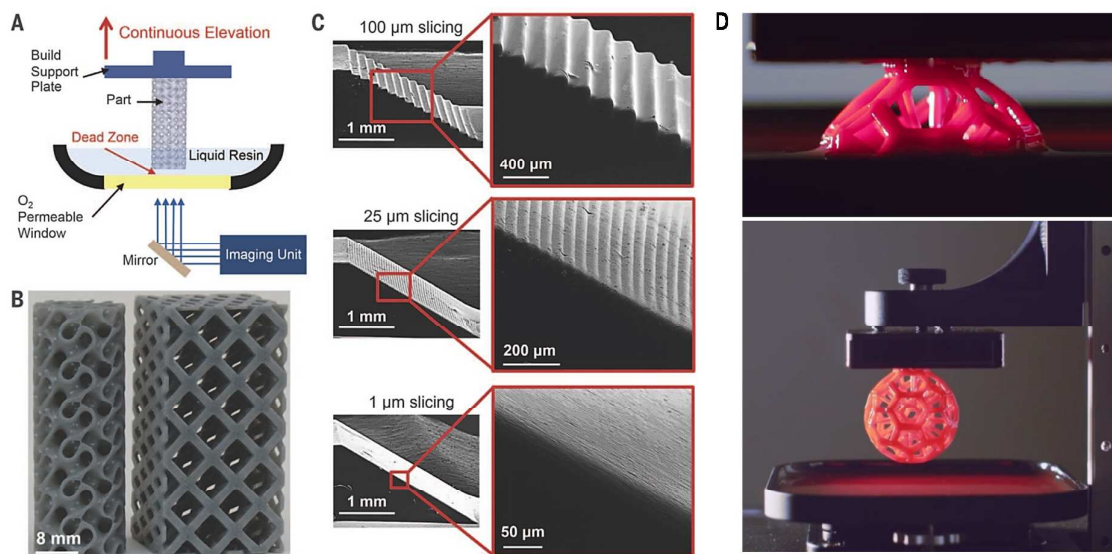 A
Continuous Elevation
Build
Support
Plate
Part
Dead Zone
Liquid Resin
O₂
Permeable
Window
Mirror
Imaging Unit
B
8 mm
C
100 µm slicing
1 mm
400 µm
25 µm slicing
1 mm
200 µm
1 µm slicing
1 mm
50 µm
D